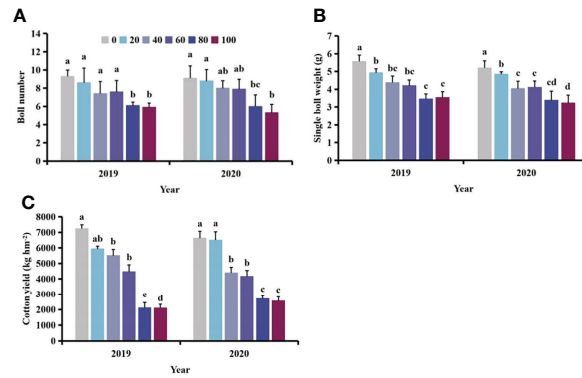 A
Boll number
14
12
10
8
6
4
2
0
0 20 40 60 80 100
a a a a b b
a a ab ab bc b
2019 2020
Year
B
Single boll weight (g)
7
6
5
4
3
2
1
0
a b bc bc c c
a b c c cd d
2019 2020
Year
C
Cotton yield (kg hm-2)
8000
7000
6000
5000
4000
3000
2000
1000
0
a ab b b c d
a a b b c c
2019 2020
Year